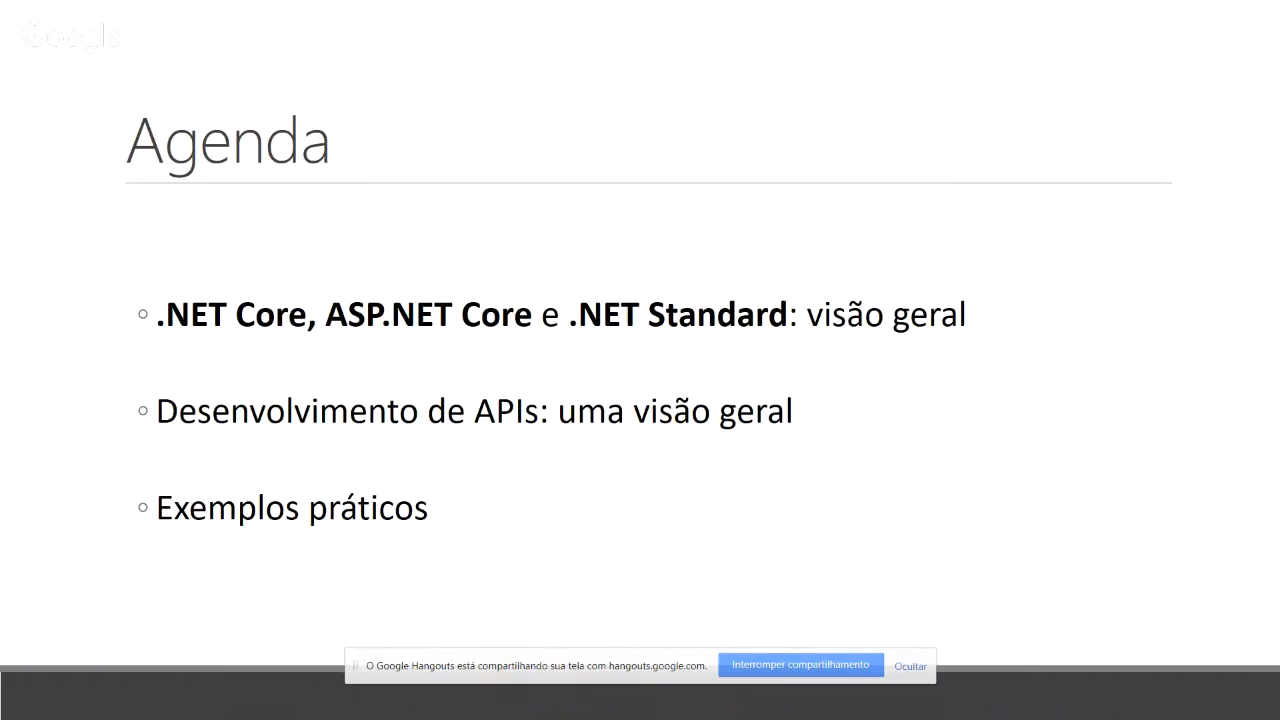 Google
Agenda
.NET Core, ASP.NET Core e .NET Standard: visão geral
Desenvolvimento de APIs: uma visão geral
Exemplos práticos
O Google Hangouts está compartilhando sua tela com hangouts.google.com. Interromper compartilhamento Ocultar